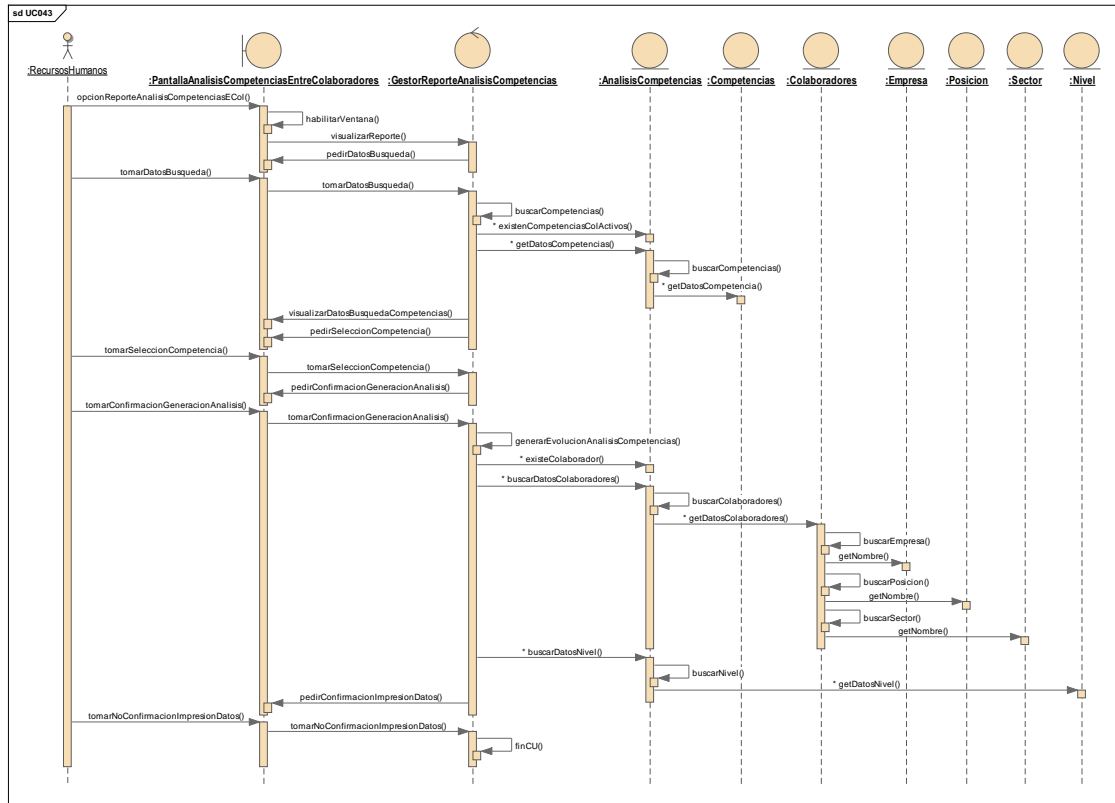 sd UC043
:RecursosHumanos
:PantallaAnalisisCompetenciasEntreColaboradores
:GestorReporteAnalisisCompetencias
:AnalisisCompetencias
:Competencias
:Colaboradores
:Empresa
:Posicion
:Sector
:Nivel
opcionReporteAnalisisCompetenciasECol()
habilitarVentana()
visualizarReporte()
pedirDatosBusqueda()
tomarDatosBusqueda()
tomarDatosBusqueda()
buscarCompetencias()
* existenCompetenciasColActivos()
* getDatosCompetencias()
buscarCompetencias()
* getDatosCompetencia()
visualizarDatosBusquedaCompetencias()
pedirSeleccionCompetencia()
tomarSeleccionCompetencia()
tomarSeleccionCompetencia()
pedirConfirmacionGeneracionAnalisis()
tomarConfirmacionGeneracionAnalisis()
tomarConfirmacionGeneracionAnalisis()
generarEvolucionAnalisisCompetencias()
* existeColaborador()
* buscarDatosColaboradores()
buscarColaboradores()
* getDatosColaboradores()
buscarEmpresa()
getNombre()
buscarPosicion()
getNombre()
buscarSector()
getNombre()
* buscarDatosNivel()
buscarNivel()
* getDatosNivel()
pedirConfirmacionImpresionDatos()
tomarNoConfirmacionImpresionDatos()
tomarNoConfirmacionImpresionDatos()
finCU()